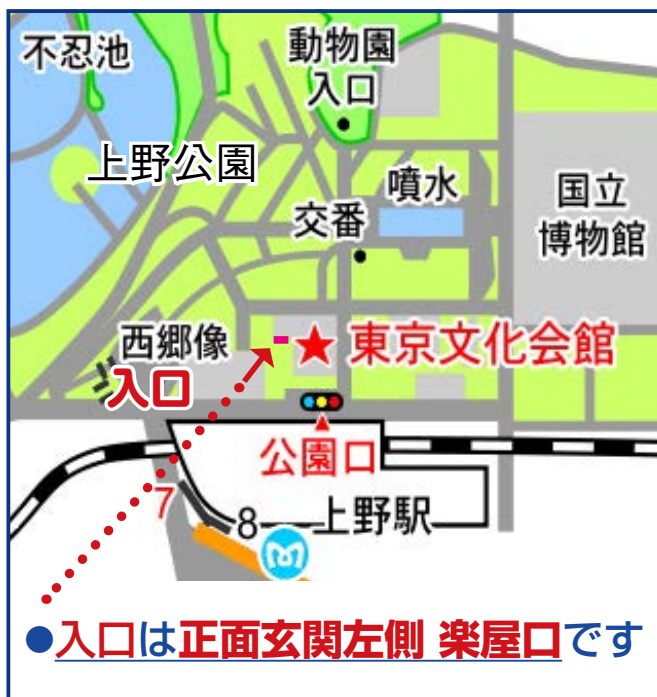 不忍池
動物園
入口
上野公園
噴水
国立
博物館
交番
西郷像
東京文化会館
入口
公園口
7
8
上野駅
●入口は正面玄関左側 楽屋口です